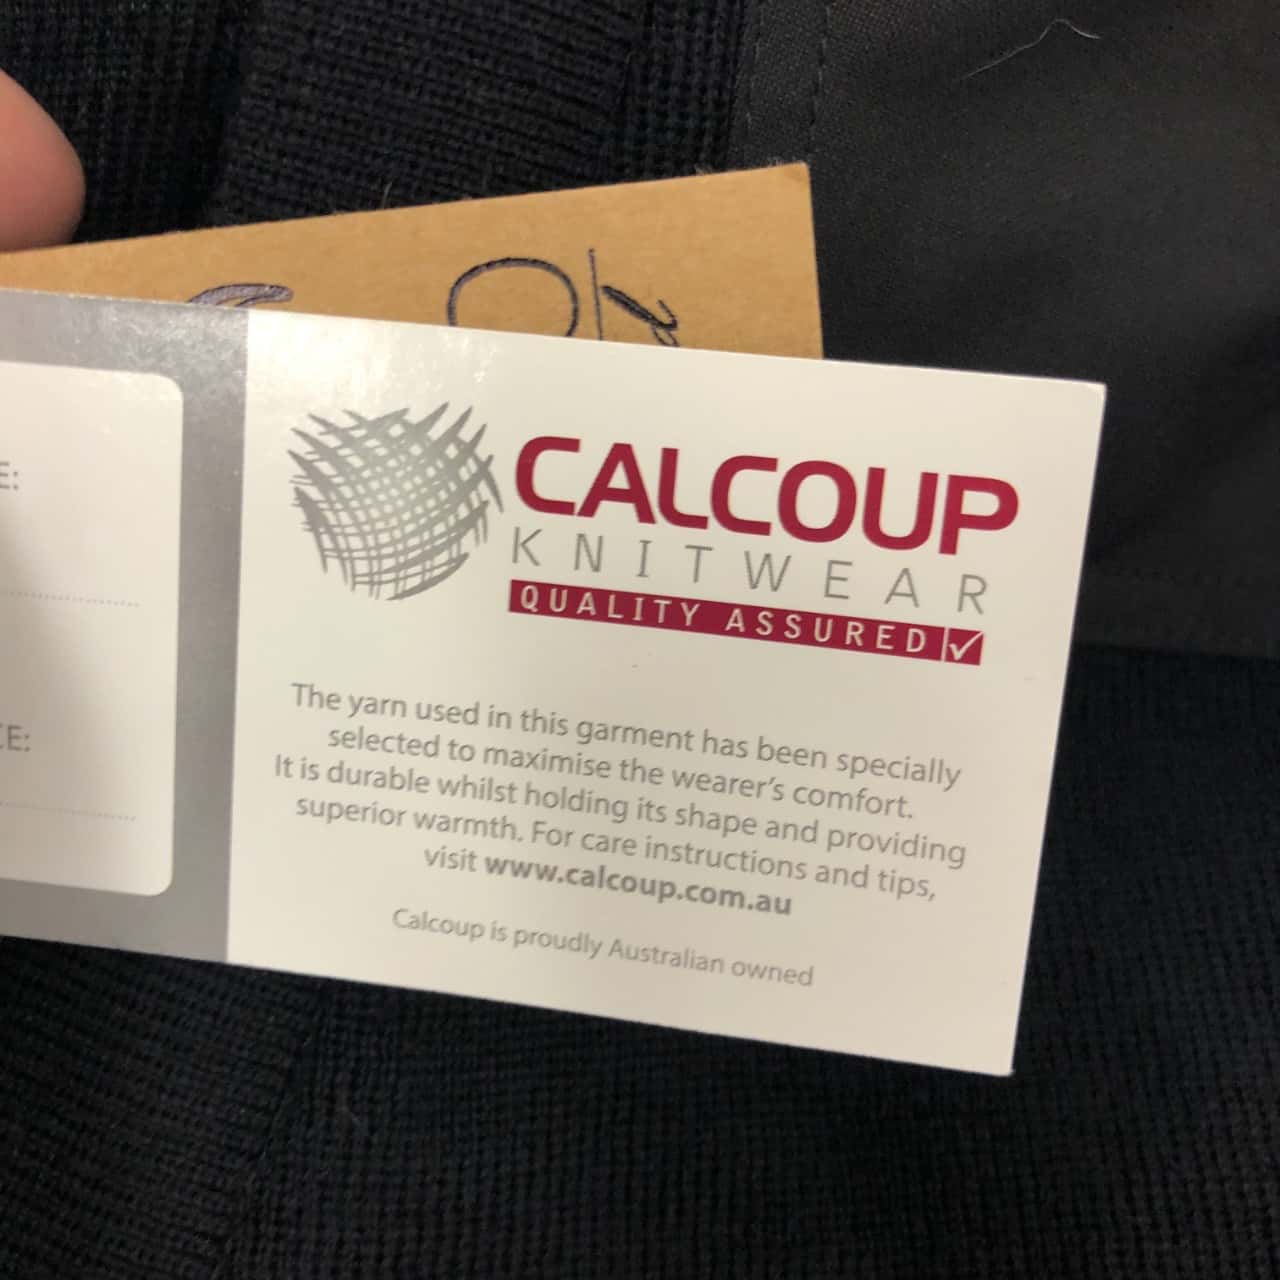 E:
CE:
CALCOUP
KNITWEAR
QUALITY ASSURED
The yarn used in this garment has been specially
selected to maximise the wearer's comfort.
It is durable whilst holding its shape and providing
superior warmth. For care instructions and tips,
visit www.calcoup.com.au
Calcoup is proudly Australian owned